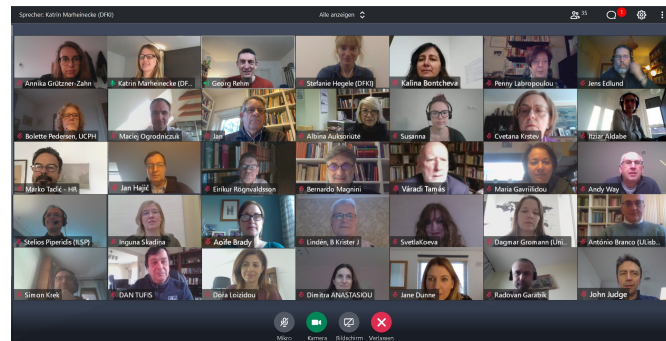 Sprecher: Katrin Marheinecke (DFKI)
Alle anzeigen
35
1
Annika Grützner-Zahn
Katrin Marheinecke (DF...
Georg Rehm
Stefanie Hegele (DFKI)
Kalina Bontcheva
Penny Labropoulou
Jens Edlund
Bolette Pedersen, UCPH
Maciej Ogrodniczuk
Jan
Albina Auksoriūtė
Susanna
Cvetana Krstev
Itziar Aldabe
Marko Tadić - HR
Jan Hajič
Eirikur Rögnvaldsson
Bernardo Magnini
Váradi Tamás
Maria Gavriilidou
Andy Way
Stelios Piperidis (ILSP)
Inguna Skadina
Aoife Brady
Lindén, B Krister J
SvetlaKoeva
Dagmar Gromann (Uni...
António Branco (ULisb...
Simon Krek
DAN TUFIS
Dora Loizidou
Dimitra ANASTASIOU
Jane Dunne
Radovan Garabík
John Judge
Mikro
Kamera
Bildschirm
Verlassen